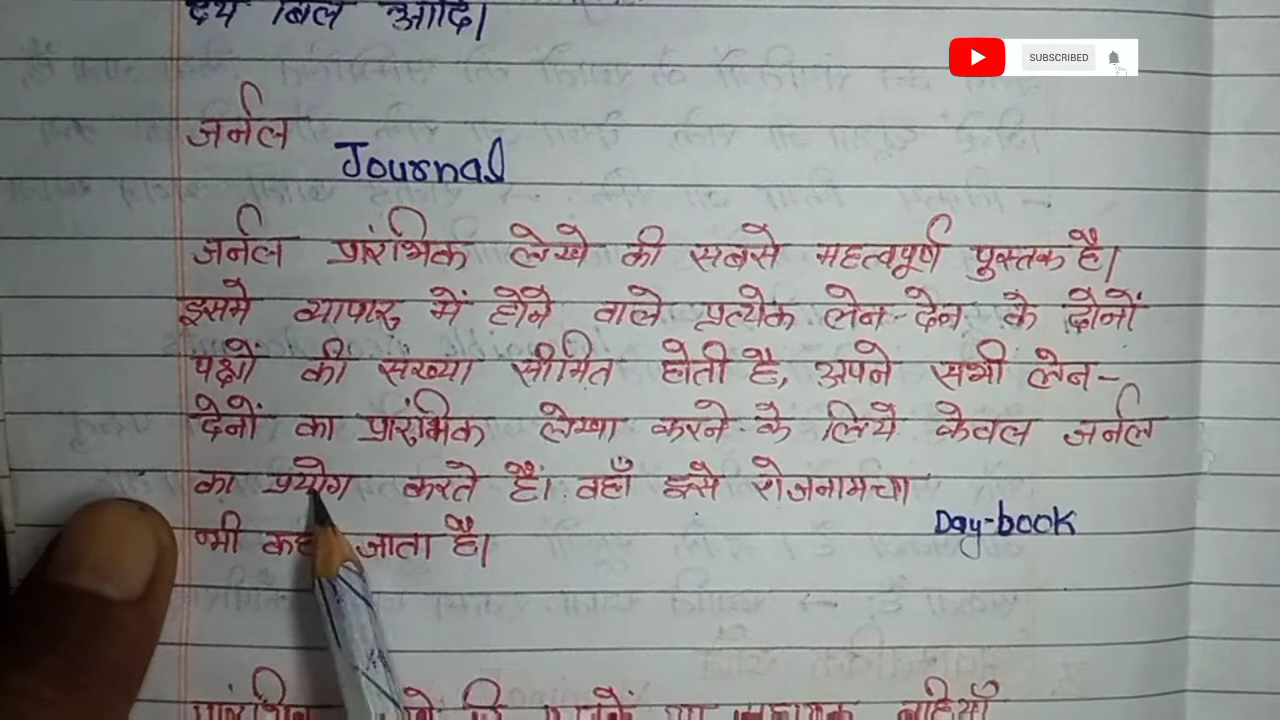 देय बिल आदि।
SUBSCRIBED
जर्नल
Journal
जर्नल प्रारंभिक लेखे की सबसे महत्वपूर्ण पुस्तक है।
इसमे व्यापार में होने वाले प्रत्येक लेन-देन के दोनों
पक्षों की संख्या सीमित होती है, अपने सभी लेन-
देनों का प्रारंभिक लेखा करने के लिये केवल जर्नल
का प्रयोग करते हैं। वहाँ इसे रोजनामचा
Day-book
भी कहा जाता है।